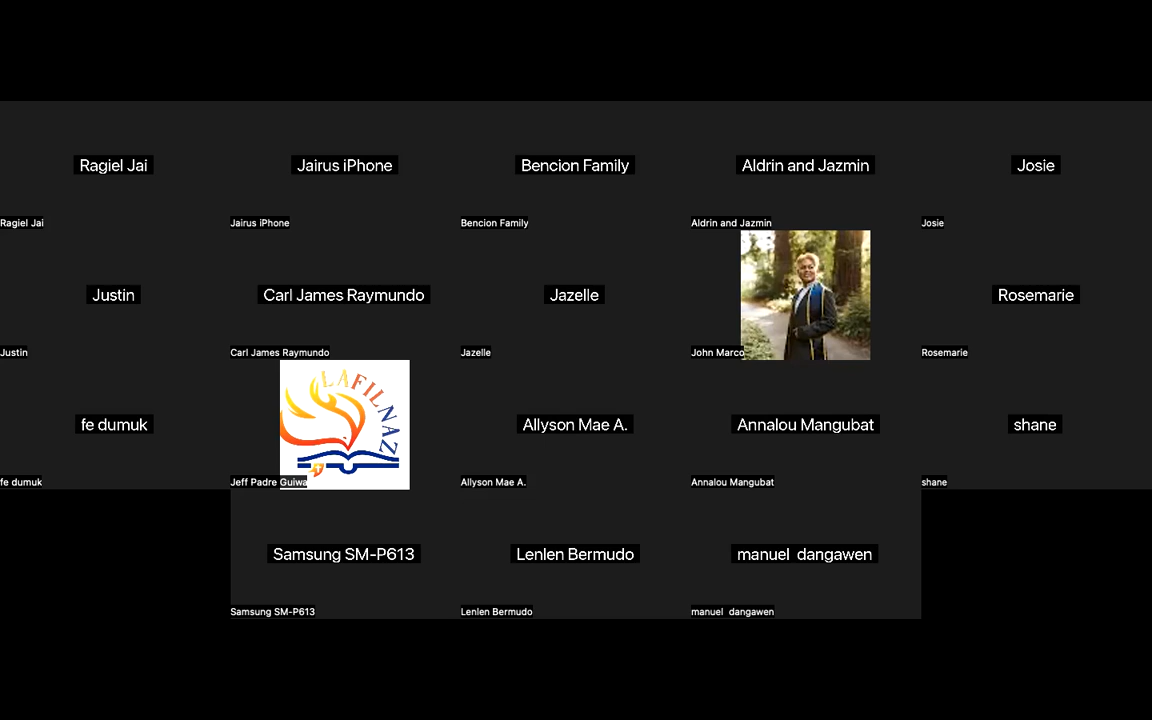 Ragiel Jai
Jairus iPhone
Bencion Family
Aldrin and Jazmin
Josie
Ragiel Jai
Jairus iPhone
Bencion Family
Aldrin and Jazmin
Josie
Justin
Carl James Raymundo
Jazelle
Rosemarie
Justin
Carl James Raymundo
Jazelle
John Marco
Rosemarie
LAFILNAZ
fe dumuk
Allyson Mae A.
Annalou Mangubat
shane
fe dumuk
Jeff Padre Guiwa
Allyson Mae A.
Annalou Mangubat
shane
Samsung SM-P613
Lenlen Bermudo
manuel  dangawen
Samsung SM-P613
Lenlen Bermudo
manuel  dangawen